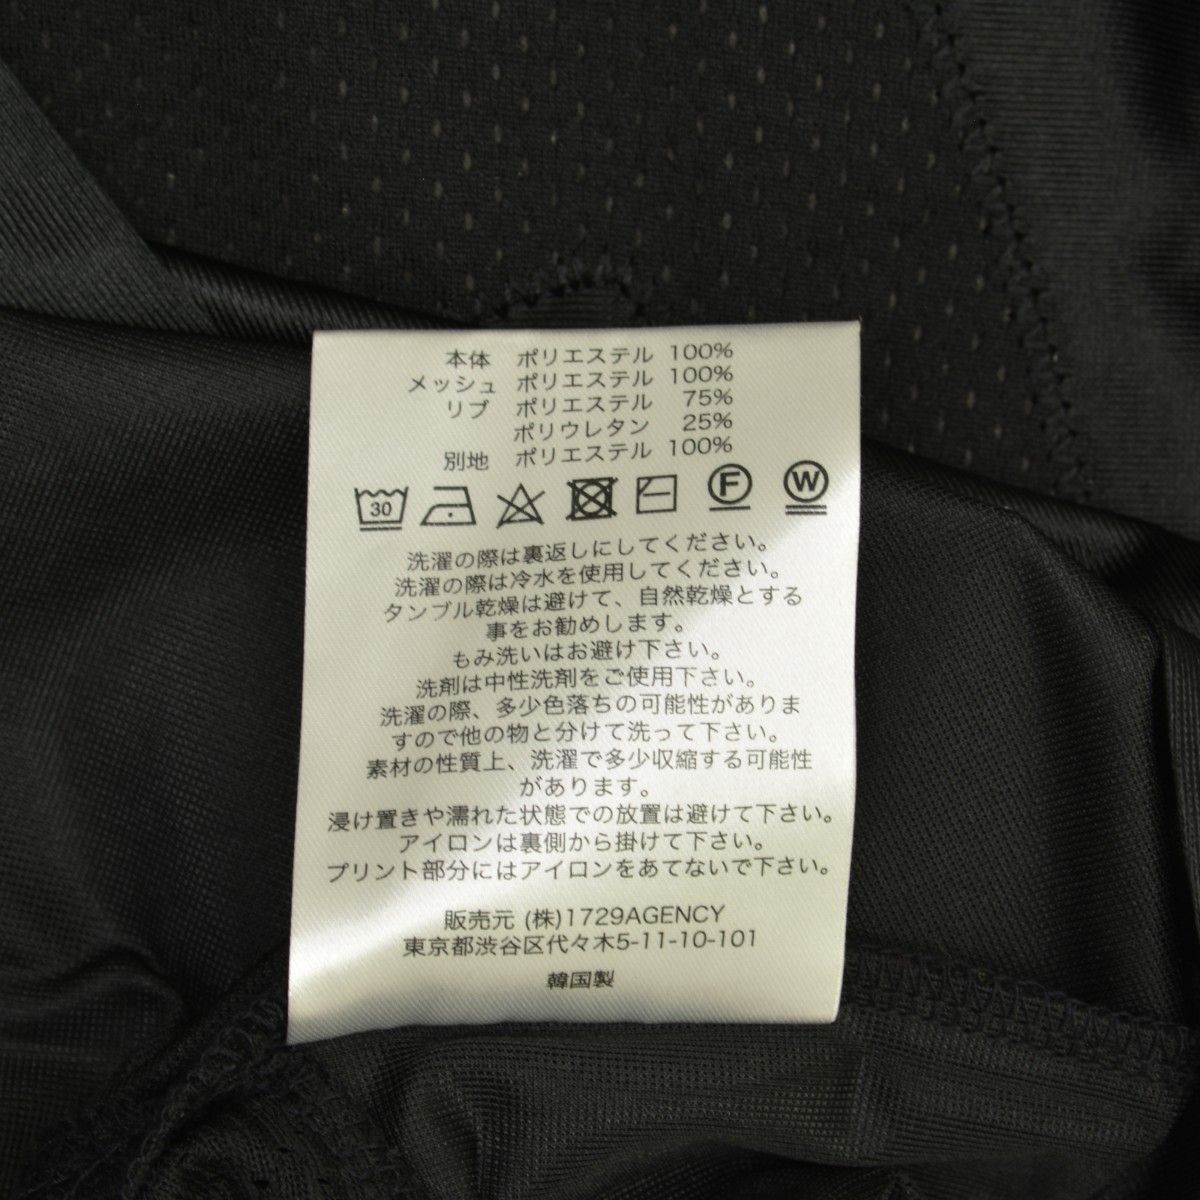 本体 ポリエステル 100%
メッシュ ポリエステル 100%
リブ ポリエステル 75%
ポリウレタン 25%
別地 ポリエステル 100%
30 F W
洗濯の際は裏返しにしてください。
洗濯の際は冷水を使用してください。
タンブル乾燥は避けて、自然乾燥とする
事をお勧めします。
もみ洗いはお避け下さい。
洗剤は中性洗剤をご使用下さい。
洗濯の際、多少色落ちの可能性がありま
すので他の物と分けて洗って下さい。
素材の性質上、洗濯で多少収縮する可能性
があります。
浸け置きや濡れた状態での放置は避けて下さい。
アイロンは裏側から掛けて下さい。
プリント部分にはアイロンをあてないで下さい。
販売元 (株)1729AGENCY
東京都渋谷区代々木5-11-10-101
韓国製